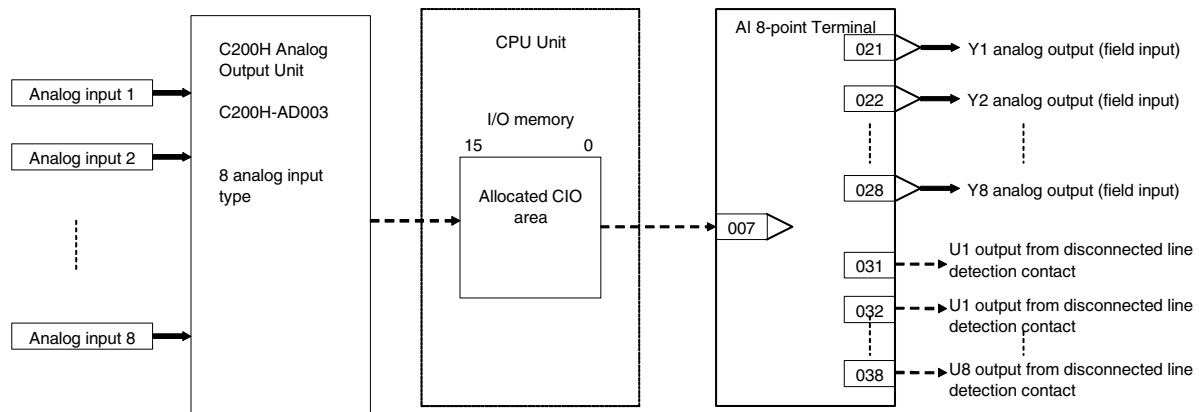 Analog input 1
Analog input 2
Analog input 8
C200H Analog
Output Unit
C200H-AD003
8 analog input
type
CPU Unit
I/O memory
15 0
Allocated CIO
area
AI 8-point Terminal
007
021
Y1 analog output (field input)
022
Y2 analog output (field input)
028
Y8 analog output (field input)
031
U1 output from disconnected line
detection contact
032
U1 output from disconnected line
detection contact
038
U8 output from disconnected line
detection contact